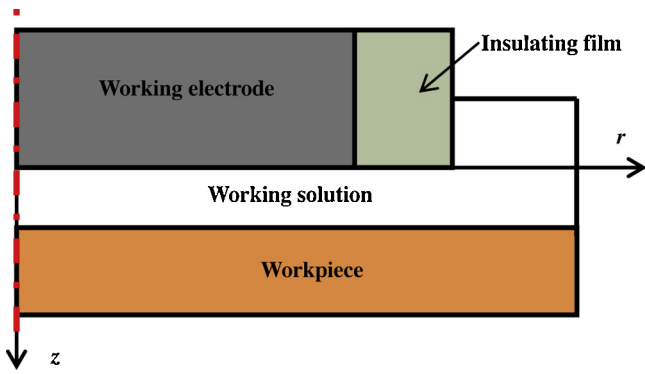 Insulating film
Working electrode
r
Working solution
Workpiece
z